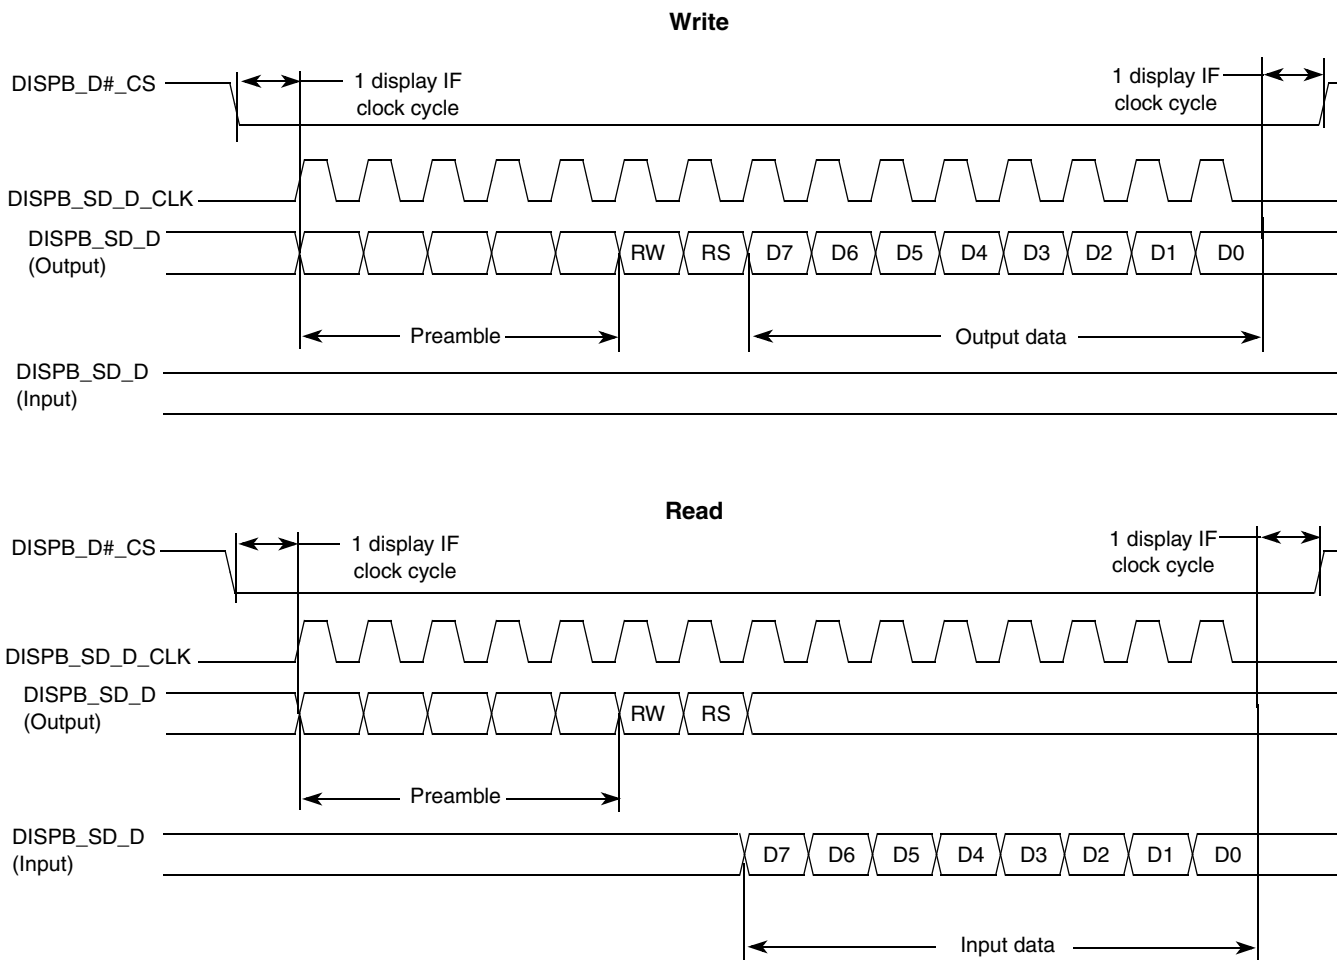 Write
DISPB_D#_CS
1 display IF
clock cycle
1 display IF
clock cycle
DISPB_SD_D_CLK
DISPB_SD_D
(Output)
RW RS D7 D6 D5 D4 D3 D2 D1 D0
Preamble
Output data
DISPB_SD_D
(Input)
Read
DISPB_D#_CS
1 display IF
clock cycle
1 display IF
clock cycle
DISPB_SD_D_CLK
DISPB_SD_D
(Output)
RW RS
Preamble
DISPB_SD_D
(Input)
D7 D6 D5 D4 D3 D2 D1 D0
Input data